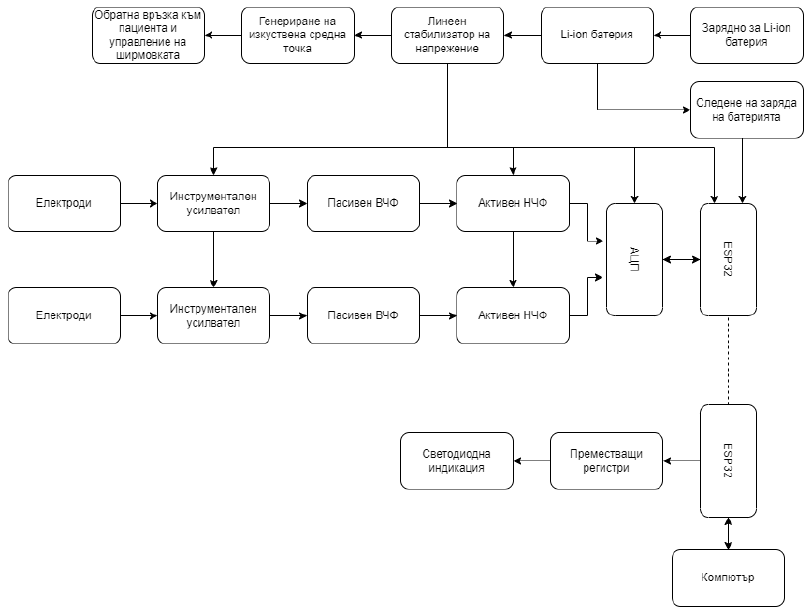 Обратна връзка към
пациента и
управление на
ширмовката
Генериране на
изкуствена средна
точка
Линеен
стабилизатор на
напрежение
Li-ion батерия
Зарядно за Li-ion
батерия
Следене на заряда
на батерията
Електроди
Инструментален
усилвател
Пасивен ВЧФ
Активен НЧФ
АЦП
ESP32
Електроди
Инструментален
усилвател
Пасивен ВЧФ
Активен НЧФ
Светодиодна
индикация
Преместващи
регистри
ESP32
Компютър